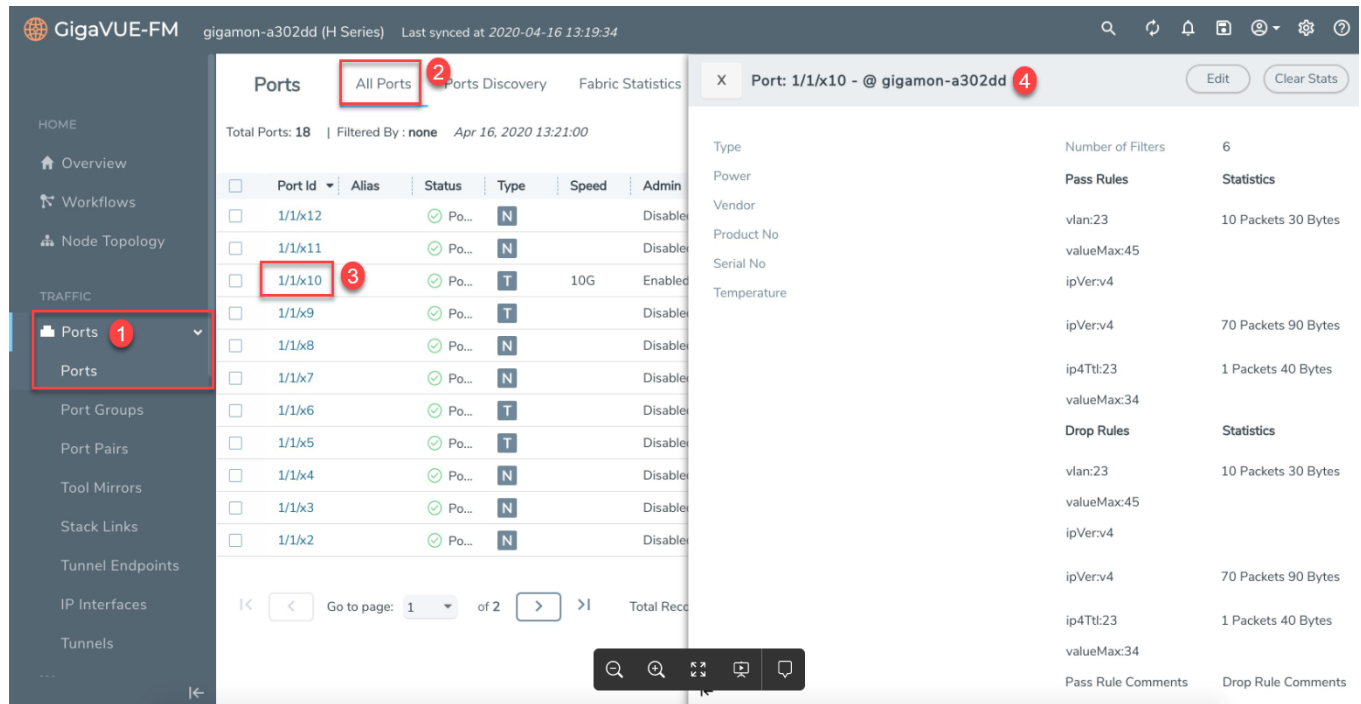 GigaVUE-FM gigamon-a302dd (H Series) Last synced at 2020-04-16 13:19:34
HOME
Overview
Workflows
Node Topology
TRAFFIC
Ports 1
Ports
Port Groups
Port Pairs
Tool Mirrors
Stack Links
Tunnel Endpoints
IP Interfaces
Tunnels
Ports All Ports 2 Ports Discovery Fabric Statistics
Total Ports: 18 | Filtered By : none Apr 16, 2020 13:21:00
Port Id Alias Status Type Speed Admin
1/1/x12 Po... N Disabled
1/1/x11 Po... N Disabled
1/1/x10 3 Po... T 10G Enabled
1/1/x9 Po... T Disabled
1/1/x8 Po... N Disabled
1/1/x7 Po... N Disabled
1/1/x6 Po... T Disabled
1/1/x5 Po... T Disabled
1/1/x4 Po... N Disabled
1/1/x3 Po... N Disabled
1/1/x2 Po... N Disabled
Go to page: 1 of 2 Total Reco
X Port: 1/1/x10 - @ gigamon-a302dd 4 Edit Clear Stats
Type
Power
Vendor
Product No
Serial No
Temperature
Number of Filters 6
Pass Rules Statistics
vlan:23 10 Packets 30 Bytes
valueMax:45
ipVer:v4
ipVer:v4 70 Packets 90 Bytes
ip4Ttl:23 1 Packets 40 Bytes
valueMax:34
Drop Rules Statistics
vlan:23 10 Packets 30 Bytes
valueMax:45
ipVer:v4
ipVer:v4 70 Packets 90 Bytes
ip4Ttl:23 1 Packets 40 Bytes
valueMax:34
Pass Rule Comments Drop Rule Comments